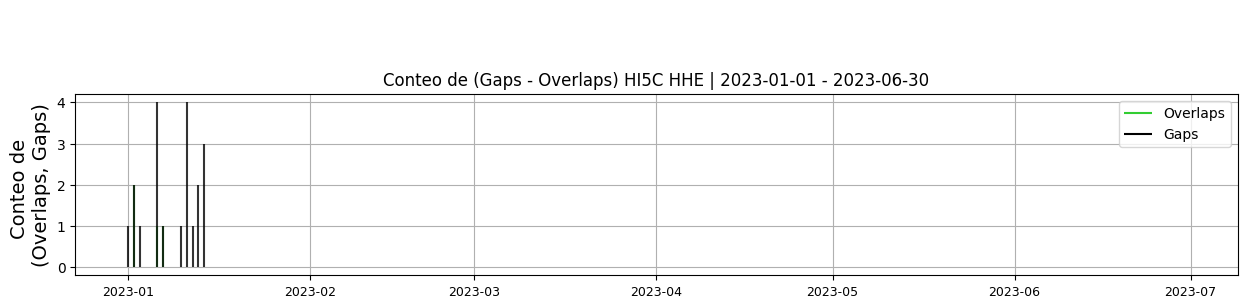 Conteo de (Gaps - Overlaps) HI5C HHE | 2023-01-01 - 2023-06-30
Conteo de
(Overlaps, Gaps)
4
3
2
1
0
Overlaps
Gaps
2023-01
2023-02
2023-03
2023-04
2023-05
2023-06
2023-07